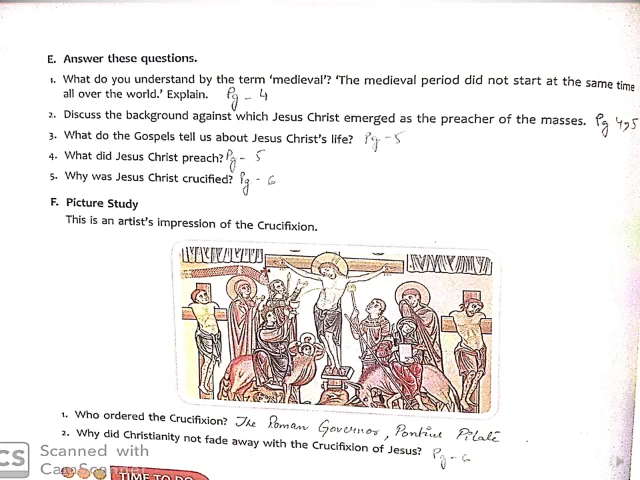 E. Answer these questions.
1. What do you understand by the term 'medieval'? 'The medieval period did not start at the same time
all over the world.' Explain. Pg - 4
2. Discuss the background against which Jesus Christ emerged as the preacher of the masses. Pg 4,5
3. What do the Gospels tell us about Jesus Christ's life? Pg - 5
4. What did Jesus Christ preach? Pg - 5
5. Why was Jesus Christ crucified? Pg - 6
F. Picture Study
This is an artist's impression of the Crucifixion.
1. Who ordered the Crucifixion? The Roman Governor, Pontius Pilate
2. Why did Christianity not fade away with the Crucifixion of Jesus? Pg - 6
CS Scanned with
TIME TO DO